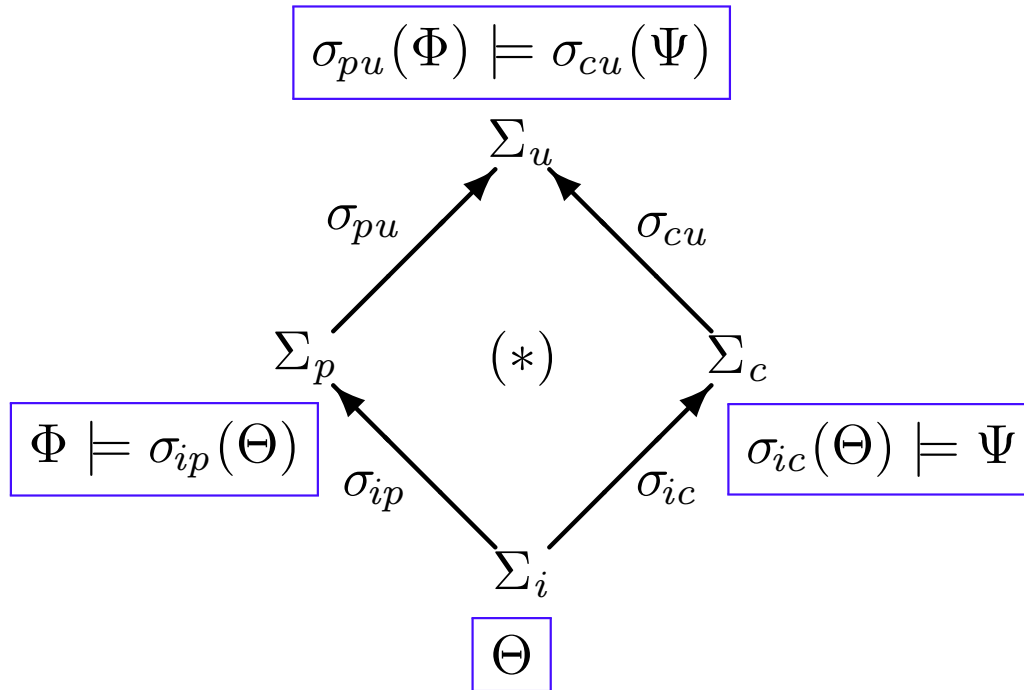 σ_pu(Φ) ⊨ σ_cu(Ψ)
Σ_u
σ_pu σ_cu
Σ_p (∗) Σ_c
Φ ⊨ σ_ip(Θ) σ_ic(Θ) ⊨ Ψ
σ_ip σ_ic
Σ_i
Θ